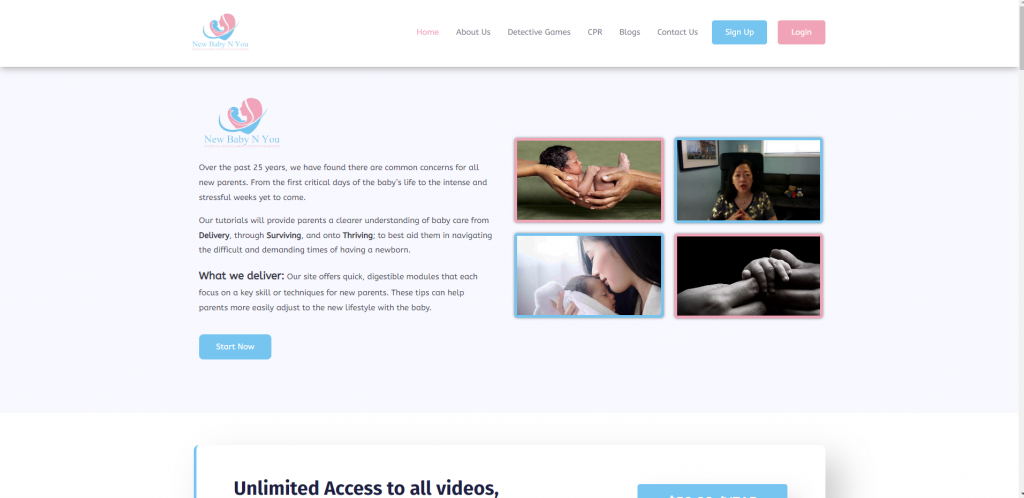 New Baby N You
Home
About Us
Detective Games
CPR
Blogs
Contact Us
Sign Up
Login
New Baby N You
Over the past 25 years, we have found there are common concerns for all
new parents. From the first critical days of the baby's life to the intense and
stressful weeks yet to come.
Our tutorials will provide parents a clearer understanding of baby care from
Delivery, through Surviving, and onto Thriving; to best aid them in navigating
the difficult and demanding times of having a newborn.
What we deliver: Our site offers quick, digestible modules that each
focus on a key skill or techniques for new parents. These tips can help
parents more easily adjust to the new lifestyle with the baby.
Start Now
Unlimited Access to all videos,